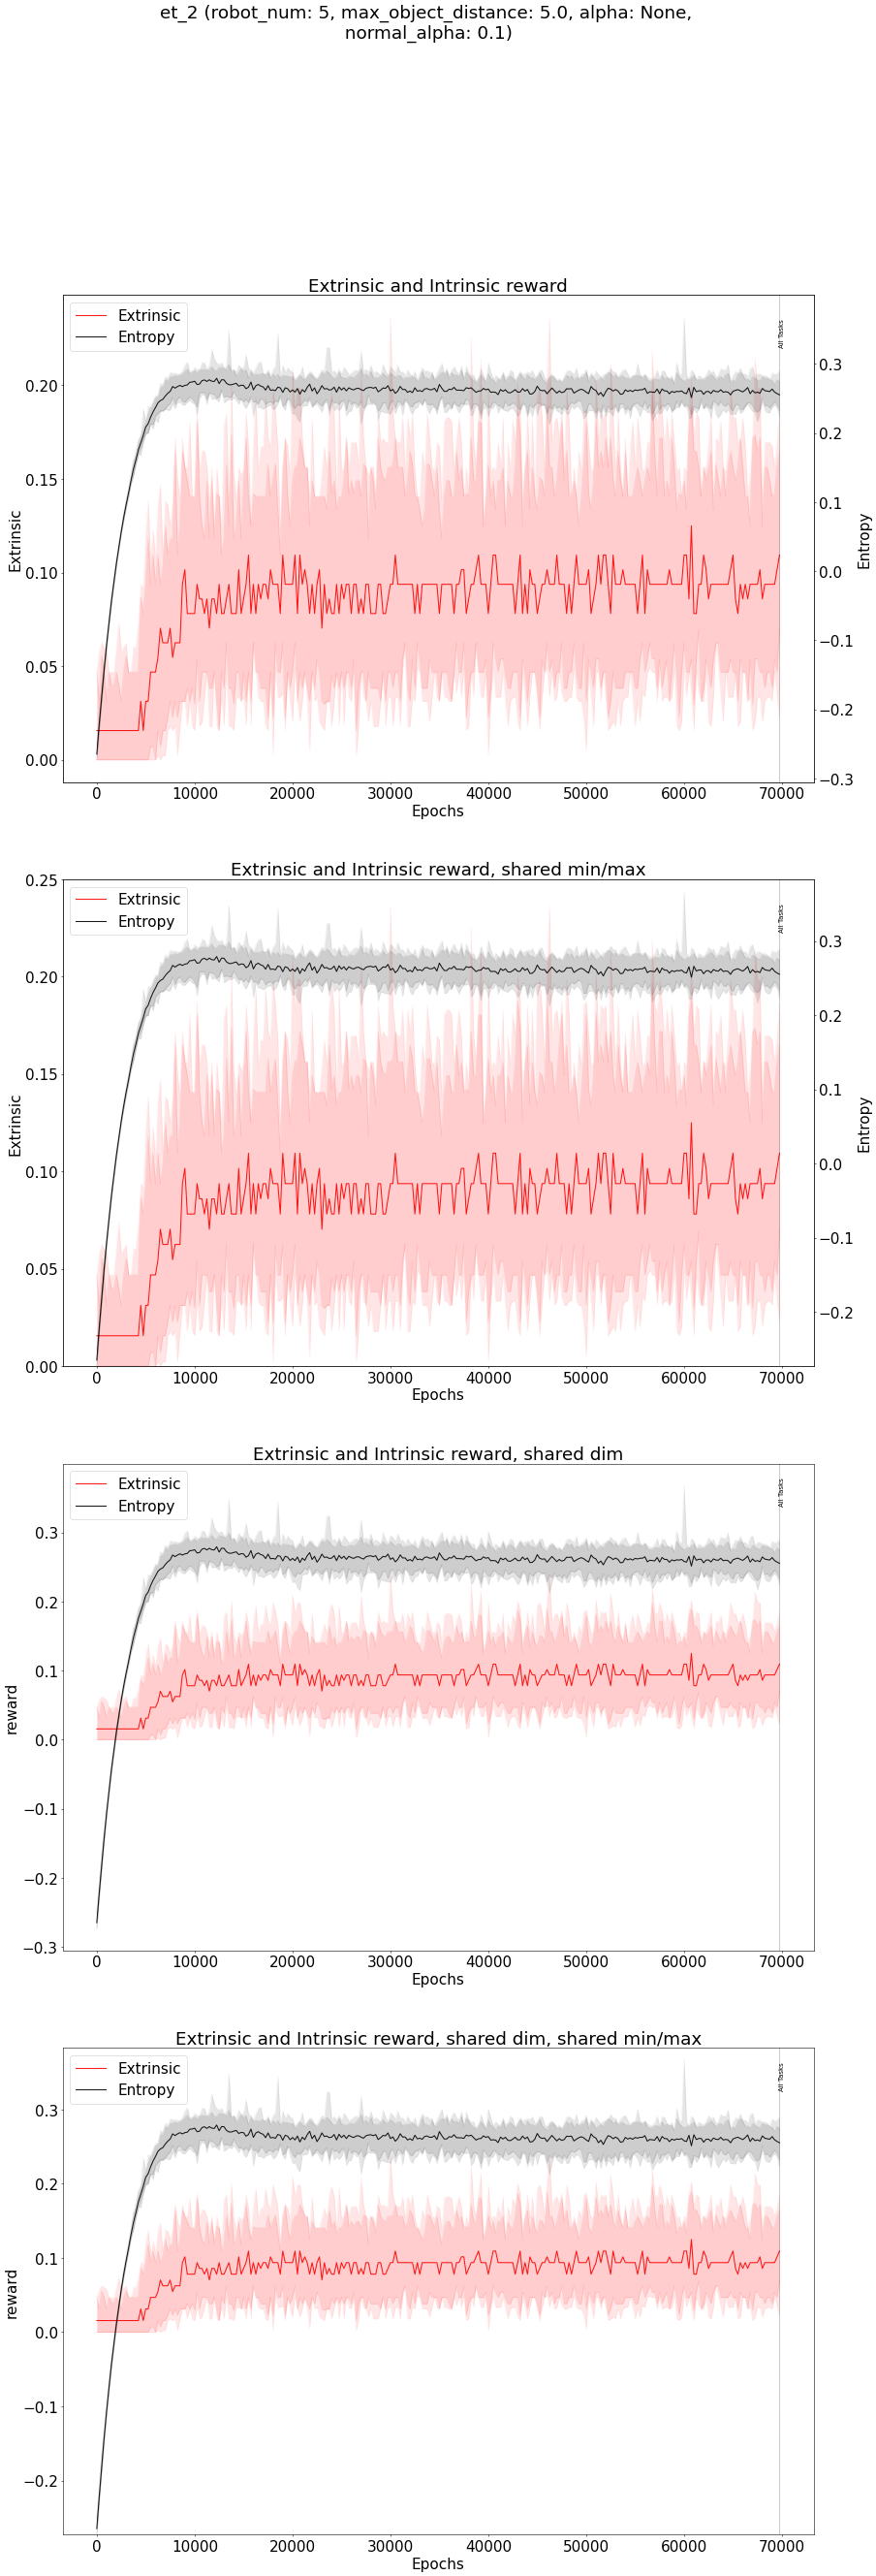 et_2 (robot_num: 5, max_object_distance: 5.0, alpha: None,
normal_alpha: 0.1)
Extrinsic and Intrinsic reward
Extrinsic
Entropy
All Tasks
0.20
0.15
0.10
0.05
0.00
Extrinsic
0.3
0.2
0.1
0.0
−0.1
−0.2
−0.3
Entropy
0 10000 20000 30000 40000 50000 60000 70000
Epochs
Extrinsic and Intrinsic reward, shared min/max
Extrinsic
Entropy
All Tasks
0.25
0.20
0.15
0.10
0.05
0.00
Extrinsic
0.3
0.2
0.1
0.0
−0.1
−0.2
Entropy
0 10000 20000 30000 40000 50000 60000 70000
Epochs
Extrinsic and Intrinsic reward, shared dim
Extrinsic
Entropy
All Tasks
0.3
0.2
0.1
0.0
−0.1
−0.2
−0.3
reward
0 10000 20000 30000 40000 50000 60000 70000
Epochs
Extrinsic and Intrinsic reward, shared dim, shared min/max
Extrinsic
Entropy
All Tasks
0.3
0.2
0.1
0.0
−0.1
−0.2
reward
0 10000 20000 30000 40000 50000 60000 70000
Epochs